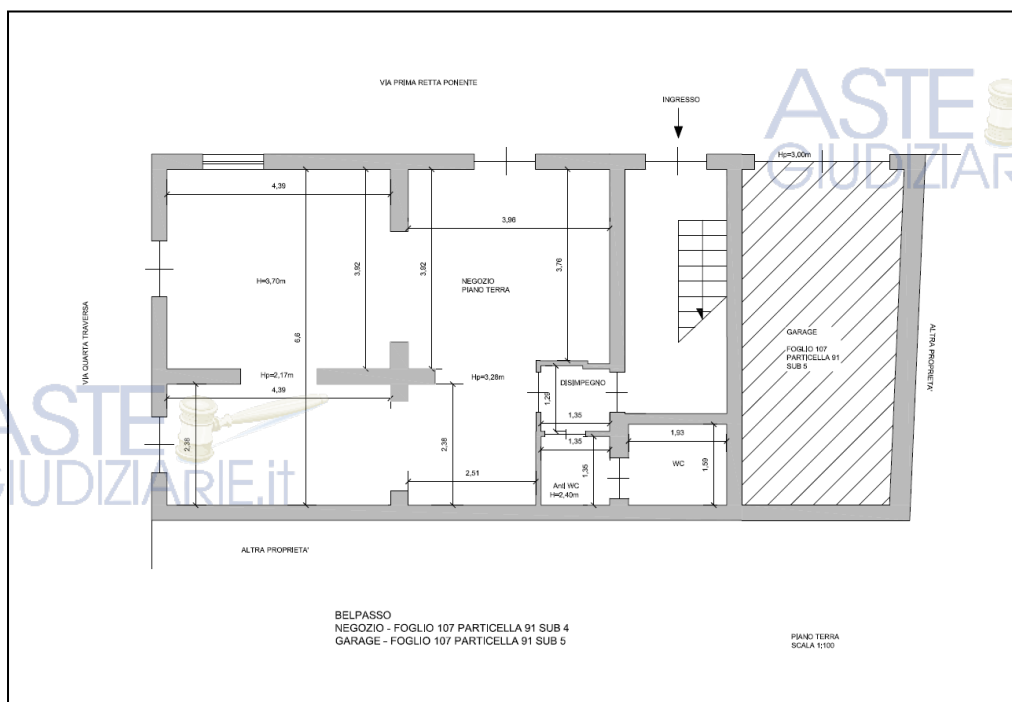 VIA PRIMA RETTA PONENTE
INGRESSO
ASTE
GIUDIZIARIE
Hp=3,00m
4,39
3,96
3,92
3,92
3,76
NEGOZIO
PIANO TERRA
H=3,70m
6,6
VIA QUARTA TRAVERSA
GARAGE
FOGLIO 107
PARTICELLA 91
SUB 5
ALTRA PROPRIETA'
Hp=2,17m
Hp=3,28m
DISIMPEGNO
4,39
1,29
1,35
ASTE
GIUDIZIARIE.it
2,38
2,38
1,35
1,93
2,51
1,35
WC
1,59
Anti WC
H=2,40m
ALTRA PROPRIETA'
BELPASSO
NEGOZIO - FOGLIO 107 PARTICELLA 91 SUB 4
GARAGE - FOGLIO 107 PARTICELLA 91 SUB 5
PIANO TERRA
SCALA 1:100